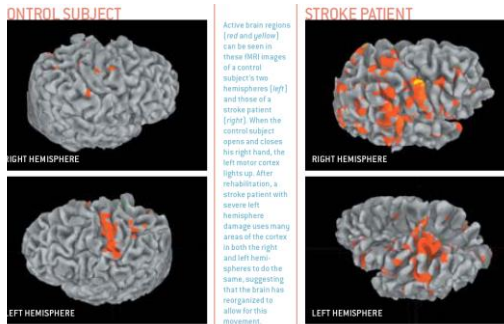 ONTROL SUBJECT
RIGHT HEMISPHERE
LEFT HEMISPHERE
Active brain regions
[red and yellow]
can be seen in
these fMRI images
of a control
subject's two
hemispheres [left]
and those of a
stroke patient
[right]. When the
control subject
opens and closes
his right hand, the
left motor cortex
lights up. After
rehabilitation, a
stroke patient with
severe left
hemisphere
damage uses many
areas of the cortex
in both the right
and left hemi-
spheres to do the
same, suggesting
that the brain has
reorganized to
allow for this
movement.
STROKE PATIENT
RIGHT HEMISPHERE
LEFT HEMISPHERE